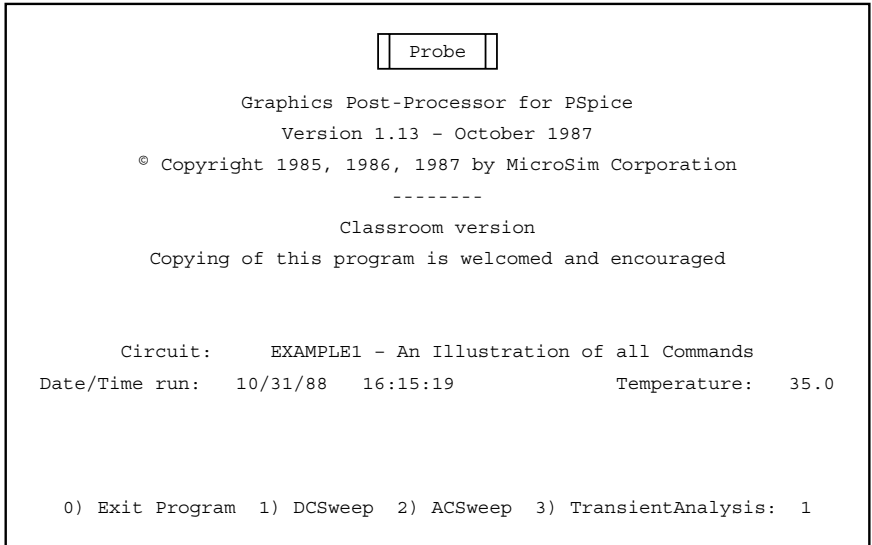 Probe
Graphics Post-Processor for PSpice
Version 1.13 – October 1987
© Copyright 1985, 1986, 1987 by MicroSim Corporation
--------
Classroom version
Copying of this program is welcomed and encouraged
Circuit: EXAMPLE1 – An Illustration of all Commands
Date/Time run: 10/31/88 16:15:19 Temperature: 35.0
0) Exit Program 1) DCSweep 2) ACSweep 3) TransientAnalysis: 1